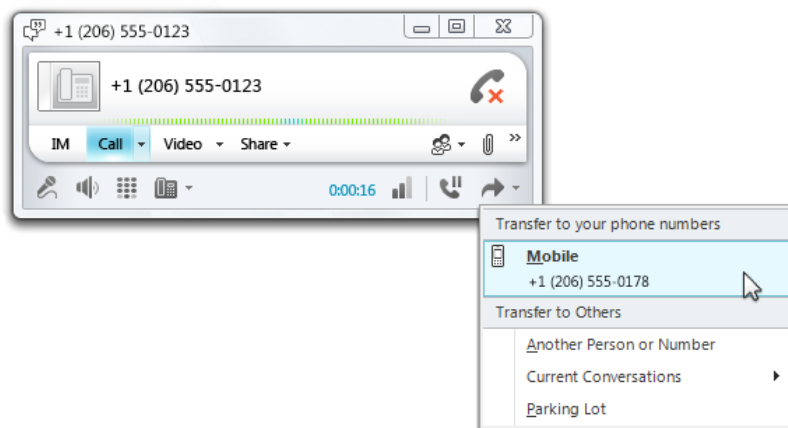 +1 (206) 555-0123
+1 (206) 555-0123
IM Call Video Share
0:00:16
Transfer to your phone numbers
Mobile
+1 (206) 555-0178
Transfer to Others
Another Person or Number
Current Conversations
Parking Lot